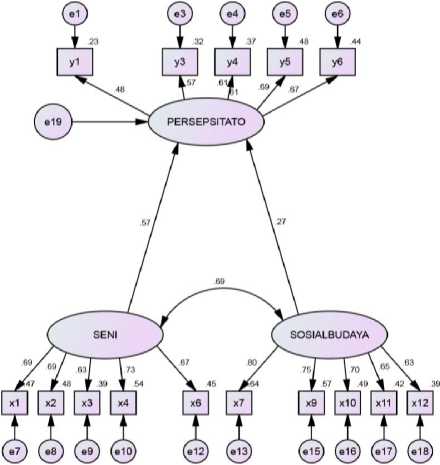 e1 e3 e4 e5 e6
.23 .32 .37 .48 .44
y1 y3 y4 y5 y6
.48 .57 .61 .61 .69 .67
e19 PERSEPSITATO
.57 .27
.69
SENI SOSIALBUDAYA
.69 .69 .63 .73 .67 .80 .75 .70 .65 .63
.47 .48 .39 .54 .45 .64 .57 .49 .42 .39
x1 x2 x3 x4 x6 x7 x9 x10 x11 x12
e7 e8 e9 e10 e12 e13 e15 e16 e17 e18